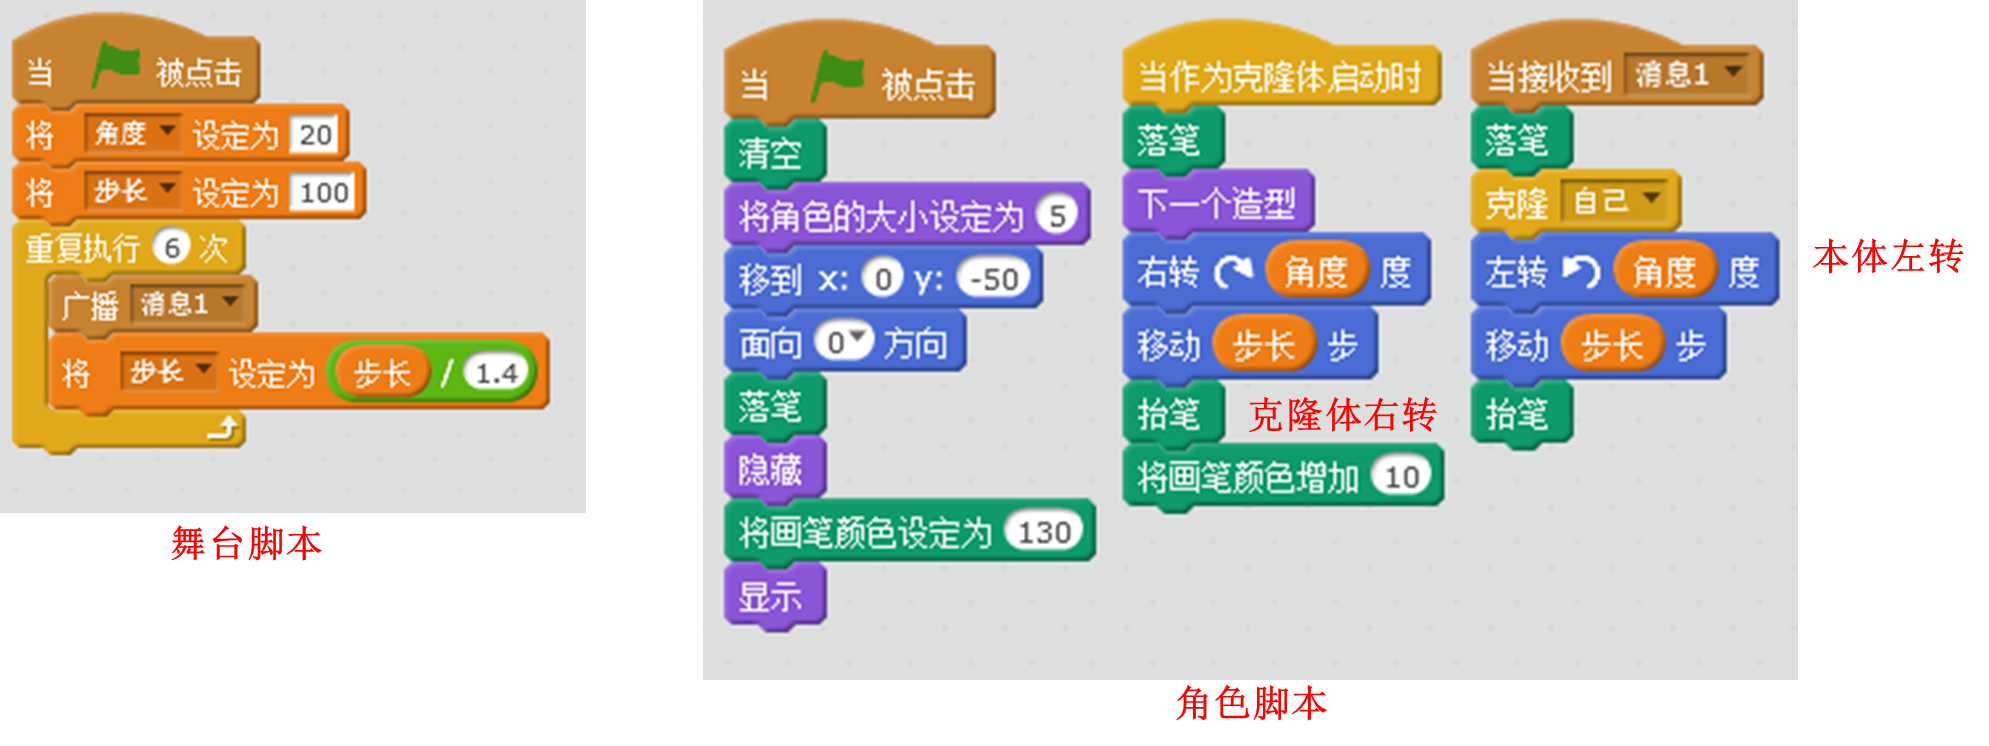 当 被点击
将 角度 设定为 20
将 步长 设定为 100
重复执行 6 次
广播 消息1
将 步长 设定为 步长 / 1.4
舞台脚本
当 被点击
清空
将角色的大小设定为 5
移到 x: 0 y: -50
面向 0 方向
落笔
隐藏
将画笔颜色设定为 130
显示
当作为克隆体启动时
落笔
下一个造型
右转 角度 度
移动 步长 步
抬笔
克隆体右转
将画笔颜色增加 10
当接收到 消息1
落笔
克隆 自己
左转 角度 度
本体左转
移动 步长 步
抬笔
角色脚本